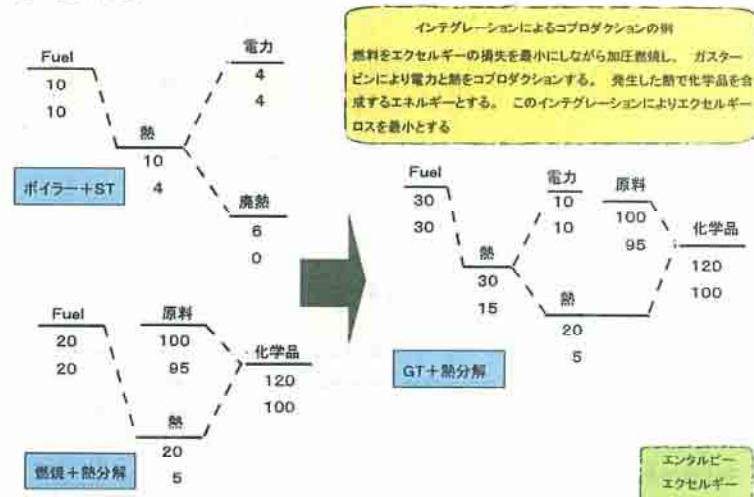 インテグレーションによるコプロダクションの例
燃料をエクセルギーの損失を最小にしながら加圧燃焼し、 ガスター
ビンにより電力と熱をコプロダクションする。 発生した熱で化学品を合
成するエネルギーとする。 このインテグレーションによりエクセルギー
ロスを最小とする
Fuel
10
10
電力
4
4
熱
10
4
廃熱
6
0
ボイラー+ST
Fuel
20
20
原料
100
95
化学品
120
100
熱
20
5
燃焼+熱分解
Fuel
30
30
電力
10
10
原料
100
95
化学品
120
100
熱
30
15
熱
20
5
GT+熱分解
エンタルピー
エクセルギー